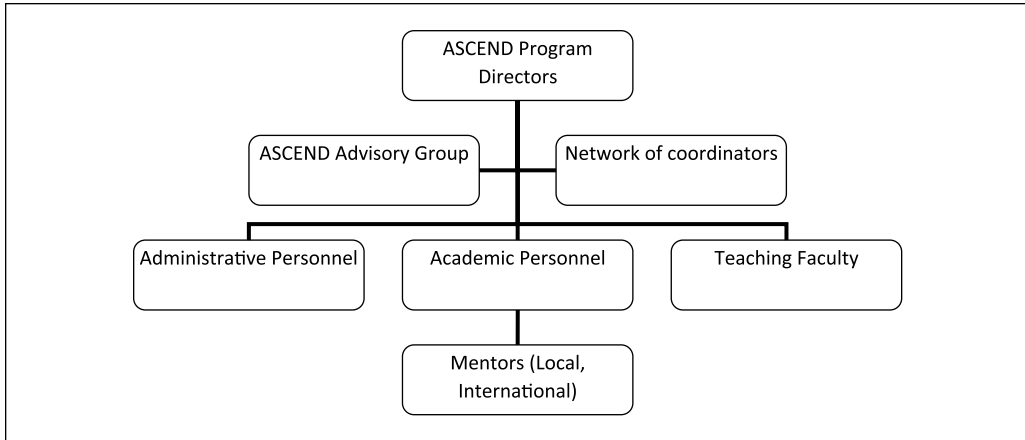 ASCEND Program
Directors
ASCEND Advisory Group
Network of coordinators
Administrative Personnel
Academic Personnel
Teaching Faculty
Mentors (Local,
International)